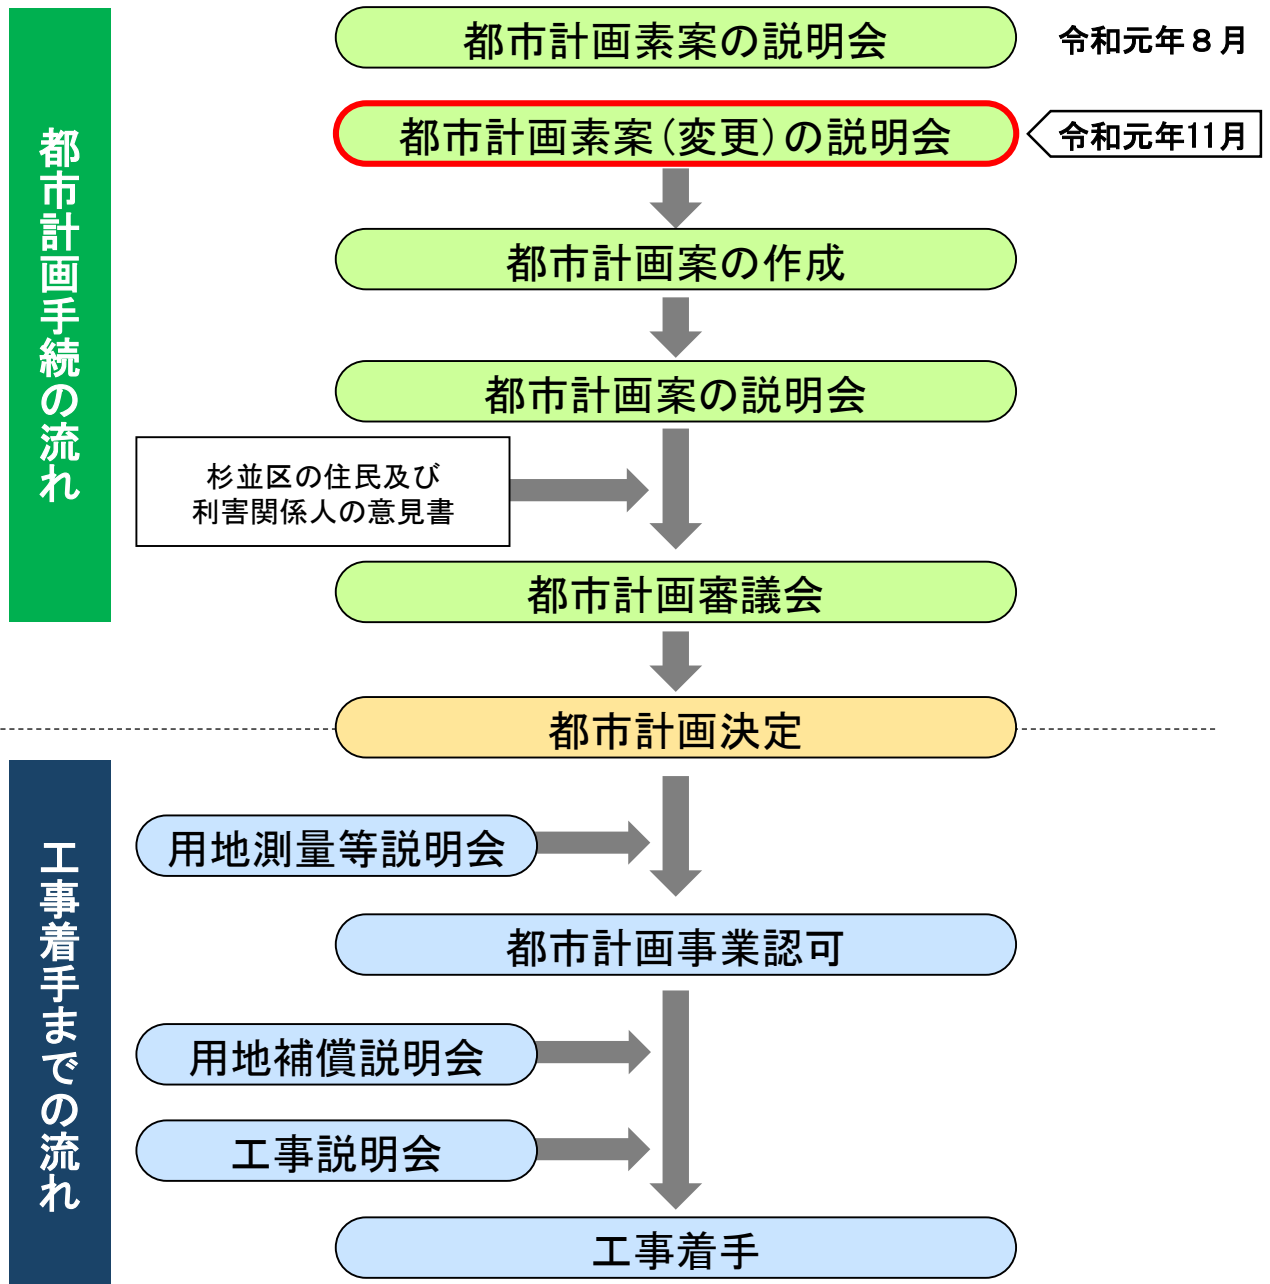 都市計画手続の流れ
都市計画素案の説明会
令和元年８月
都市計画素案（変更）の説明会
令和元年11月
都市計画案の作成
都市計画案の説明会
杉並区の住民及び
利害関係人の意見書
都市計画審議会
都市計画決定
工事着手までの流れ
用地測量等説明会
都市計画事業認可
用地補償説明会
工事説明会
工事着手